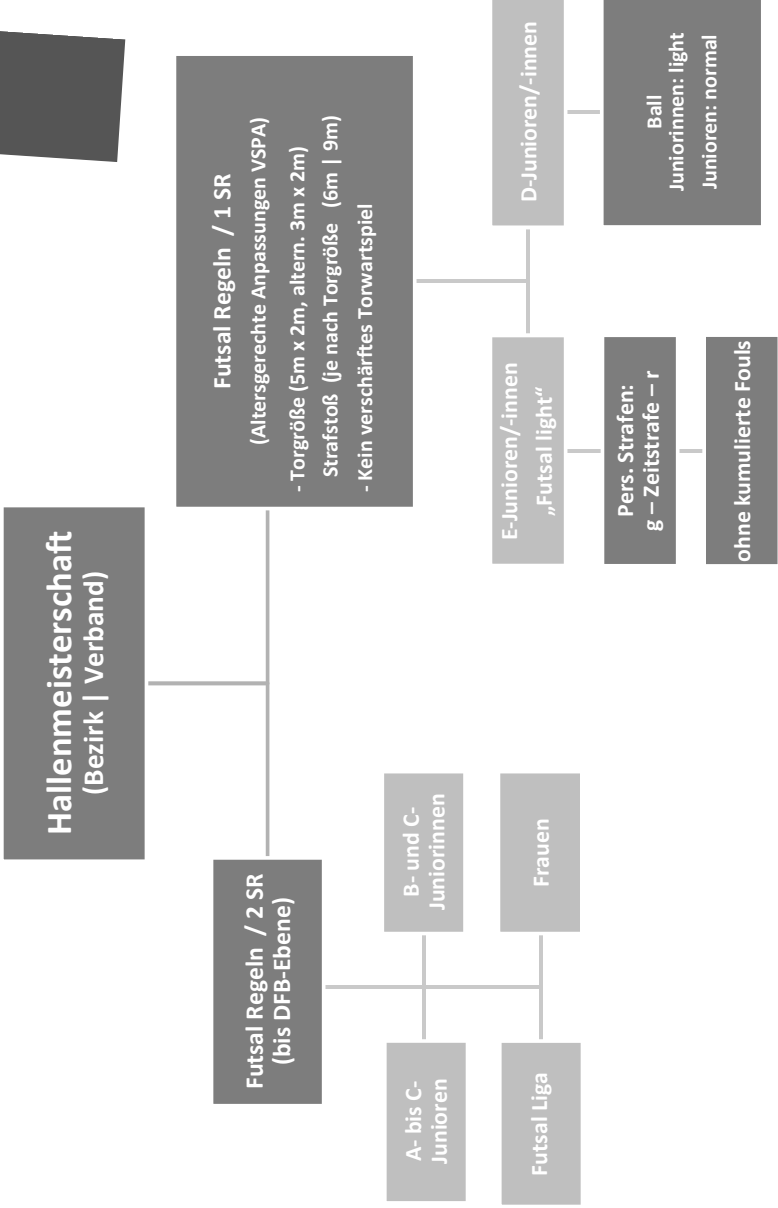 Hallenmeisterschaft
(Bezirk | Verband)
Futsal Regeln / 2 SR
(bis DFB-Ebene)
A- bis C-
Junioren
B- und C-
Juniorinnen
Futsal Liga
Frauen
Futsal Regeln / 1 SR
(Altersgerechte Anpassungen VSPA)
- Torgröße (5m x 2m, altern. 3m x 2m)
Strafstoß (je nach Torgröße (6m | 9m)
- Kein verschärftes Torwartspiel
E-Junioren/-innen
„Futsal light“
Pers. Strafen:
g – Zeitstrafe – r
ohne kumulierte Fouls
D-Junioren/-innen
Ball
Juniorinnen: light
Junioren: normal